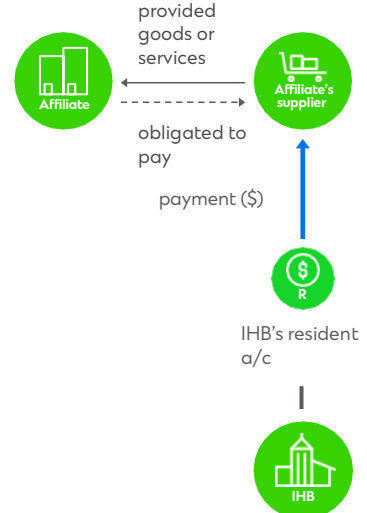 provided
goods or
services
Affiliate
Affiliate's
supplier
obligated to
pay
payment ($)
$
R
IHB's resident
a/c
IHB